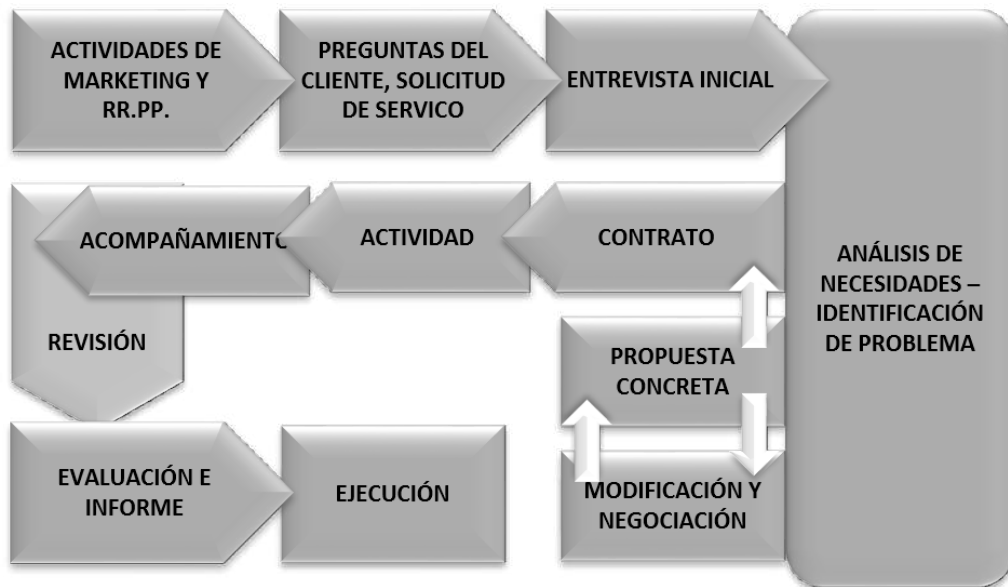 ACTIVIDADES DE
MARKETING Y
RR.PP.
PREGUNTAS DEL
CLIENTE, SOLICITUD
DE SERVICO
ENTREVISTA INICIAL
ANÁLISIS DE
NECESIDADES –
IDENTIFICACIÓN
DE PROBLEMA
CONTRATO
ACTIVIDAD
ACOMPAÑAMIENTO
REVISIÓN
PROPUESTA
CONCRETA
MODIFICACIÓN Y
NEGOCIACIÓN
EVALUACIÓN E
INFORME
EJECUCIÓN